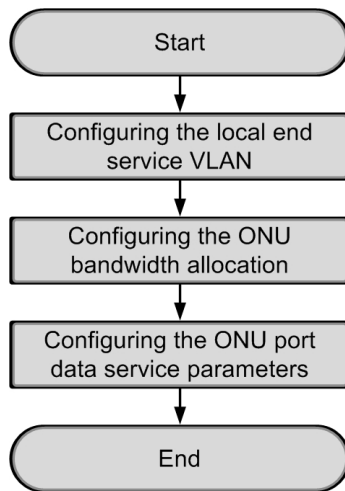 Start
Configuring the local end
service VLAN
Configuring the ONU
bandwidth allocation
Configuring the ONU port
data service parameters
End